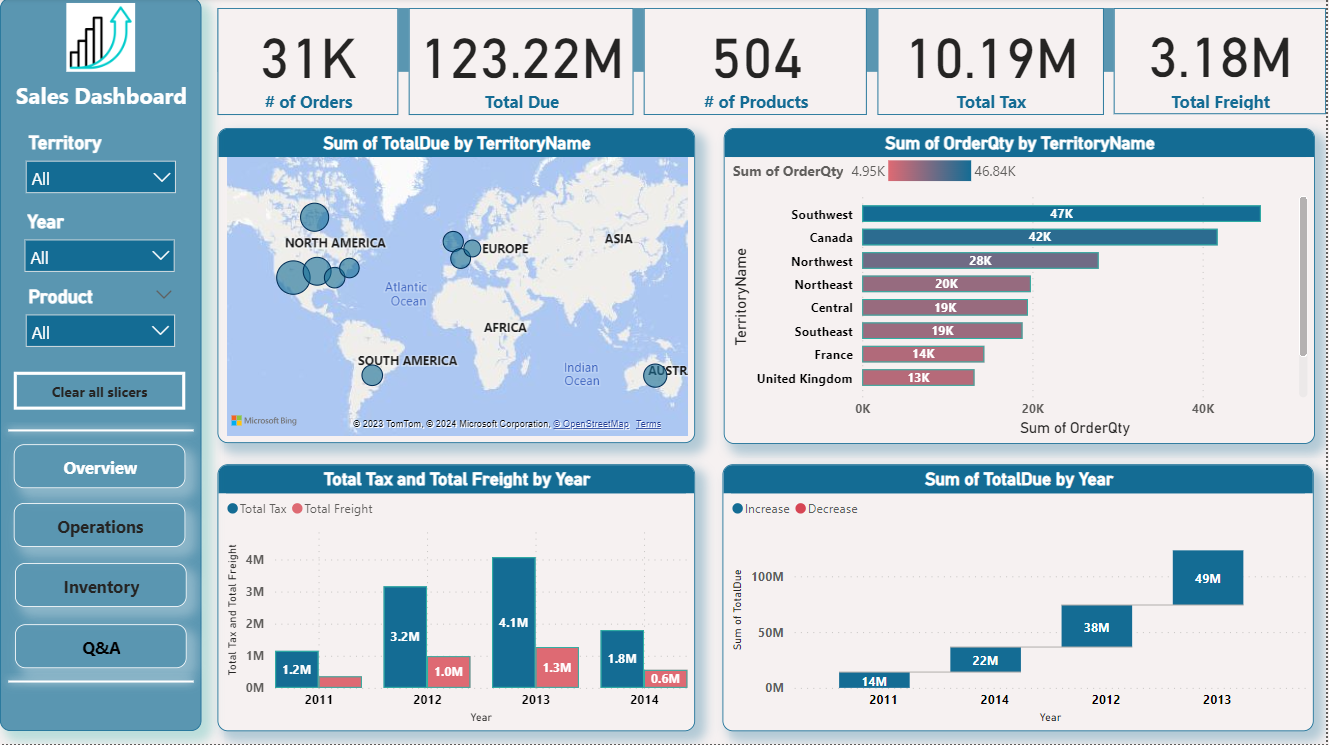 Sales Dashboard
Territory
All
Year
All
Product
All
Clear all slicers
Overview
Operations
Inventory
Q&A
31K
# of Orders
123.22M
Total Due
504
# of Products
10.19M
Total Tax
3.18M
Total Freight
Sum of TotalDue by TerritoryName
NORTH AMERICA
EUROPE
ASIA
Atlantic
Ocean
AFRICA
SOUTH AMERICA
Indian
Ocean
AUSTR
Microsoft Bing
© 2023 TomTom, © 2024 Microsoft Corporation, © OpenStreetMap Terms
Sum of OrderQty by TerritoryName
Sum of OrderQty 4.95K 46.84K
TerritoryName
Southwest 47K
Canada 42K
Northwest 28K
Northeast 20K
Central 19K
Southeast 19K
France 14K
United Kingdom 13K
0K 20K 40K
Sum of OrderQty
Total Tax and Total Freight by Year
Total Tax Total Freight
Total Tax and Total Freight
4M
3M
2M
1M
0M
1.2M
3.2M
1.0M
4.1M
1.3M
1.8M
0.6M
2011 2012 2013 2014
Year
Sum of TotalDue by Year
Increase Decrease
Sum of TotalDue
100M
50M
0M
14M
22M
38M
49M
2011 2014 2012 2013
Year